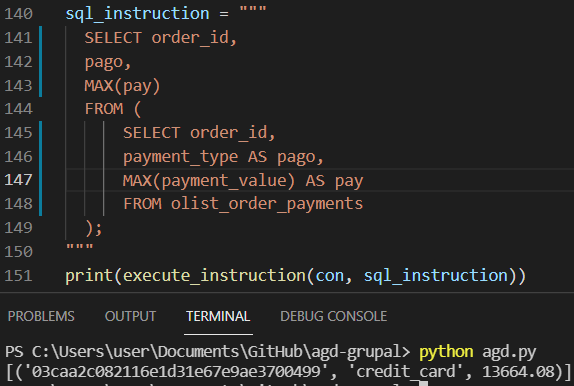 140 sql_instruction = """
141 SELECT order_id,
142 pago,
143 MAX(pay)
144 FROM (
145 SELECT order_id,
146 payment_type AS pago,
147 MAX(payment_value) AS pay
148 FROM olist_order_payments
149 );
150 """
151 print(execute_instruction(con, sql_instruction))
PROBLEMS OUTPUT TERMINAL DEBUG CONSOLE
PS C:\Users\user\Documents\GitHub\agd-grupal> python agd.py
[('03caa2c082116e1d31e67e9ae3700499', 'credit_card', 13664.08)]